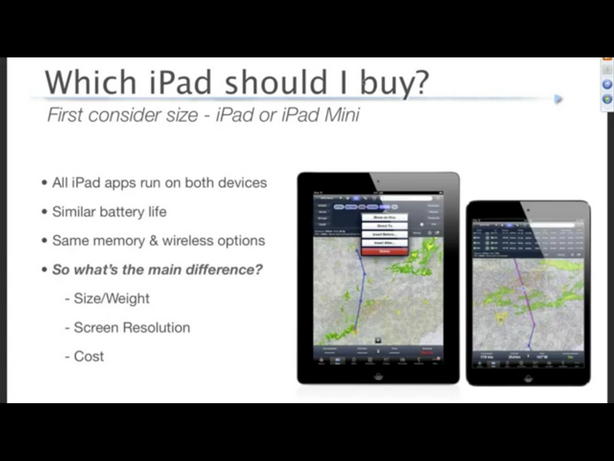 Which iPad should I buy?
First consider size - iPad or iPad Mini
• All iPad apps run on both devices
• Similar battery life
• Same memory & wireless options
• So what's the main difference?
- Size/Weight
- Screen Resolution
- Cost